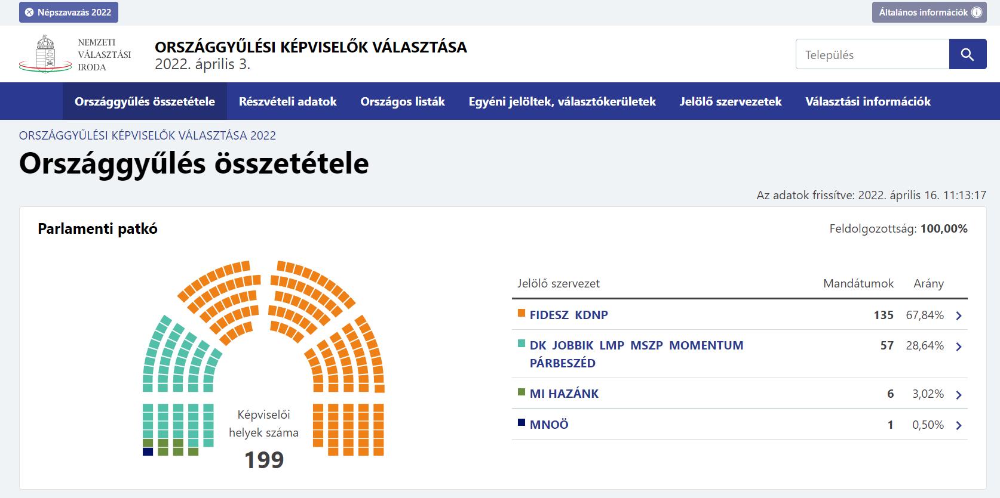 Népszavazás 2022
Általános információk
NEMZETI
VÁLASZTÁSI
IRODA
ORSZÁGGYŰLÉSI KÉPVISELŐK VÁLASZTÁSA
2022. április 3.
Település
Országgyűlés összetétele Részvételi adatok Országos listák Egyéni jelöltek, választókerületek Jelölő szervezetek Választási információk
ORSZÁGGYŰLÉSI KÉPVISELŐK VÁLASZTÁSA 2022
Országgyűlés összetétele
Az adatok frissítve: 2022. április 16. 11:13:17
Parlamenti patkó
Feldolgozottság: 100,00%
Képviselői
helyek száma
199
Jelölő szervezet Mandátumok Arány
FIDESZ KDNP 135 67,84%
DK JOBBIK LMP MSZP MOMENTUM 57 28,64%
PÁRBESZÉD
MI HAZÁNK 6 3,02%
MNOÖ 1 0,50%